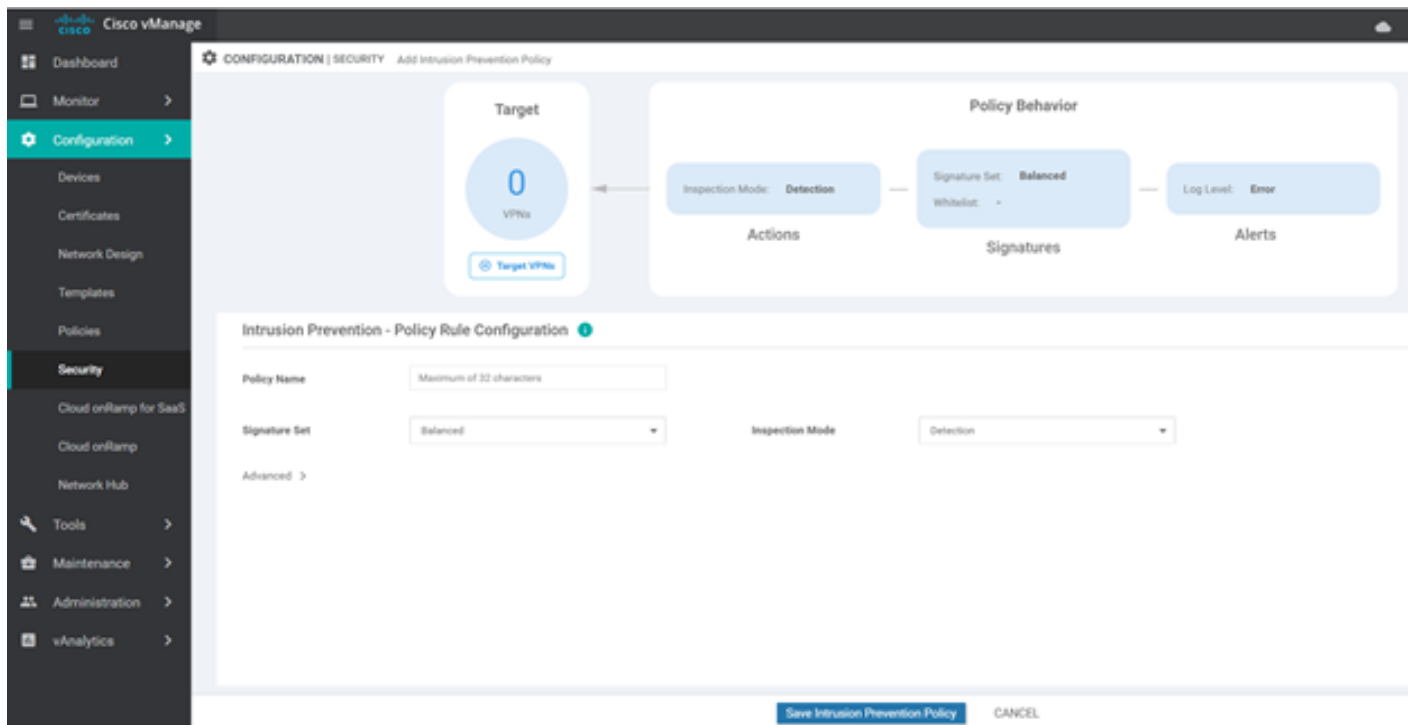 cisco Cisco vManage
Dashboard
Monitor
Configuration
Devices
Certificates
Network Design
Templates
Policies
Security
Cloud onRamp for SaaS
Cloud onRamp
Network Hub
Tools
Maintenance
Administration
vAnalytics
CONFIGURATION | SECURITY Add Intrusion Prevention Policy
Target
0
VPNs
Target VPNs
Policy Behavior
Inspection Mode: Detection
Actions
Signature Set: Balanced
Whitelist: -
Signatures
Log Level: Error
Alerts
Intrusion Prevention - Policy Rule Configuration
Policy Name Maximum of 32 characters
Signature Set Balanced Inspection Mode Detection
Advanced >
Save Intrusion Prevention Policy CANCEL